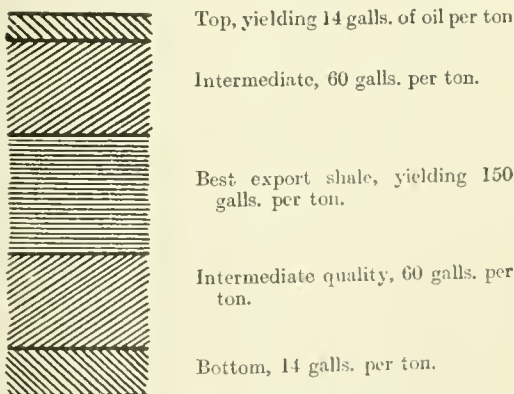 Top, yielding 14 galls. of oil per ton
Intermediate, 60 galls. per ton.
Best export shale, yielding 150
galls. per ton.
Intermediate quality, 60 galls. per
ton.
Bottom, 14 galls. per ton.